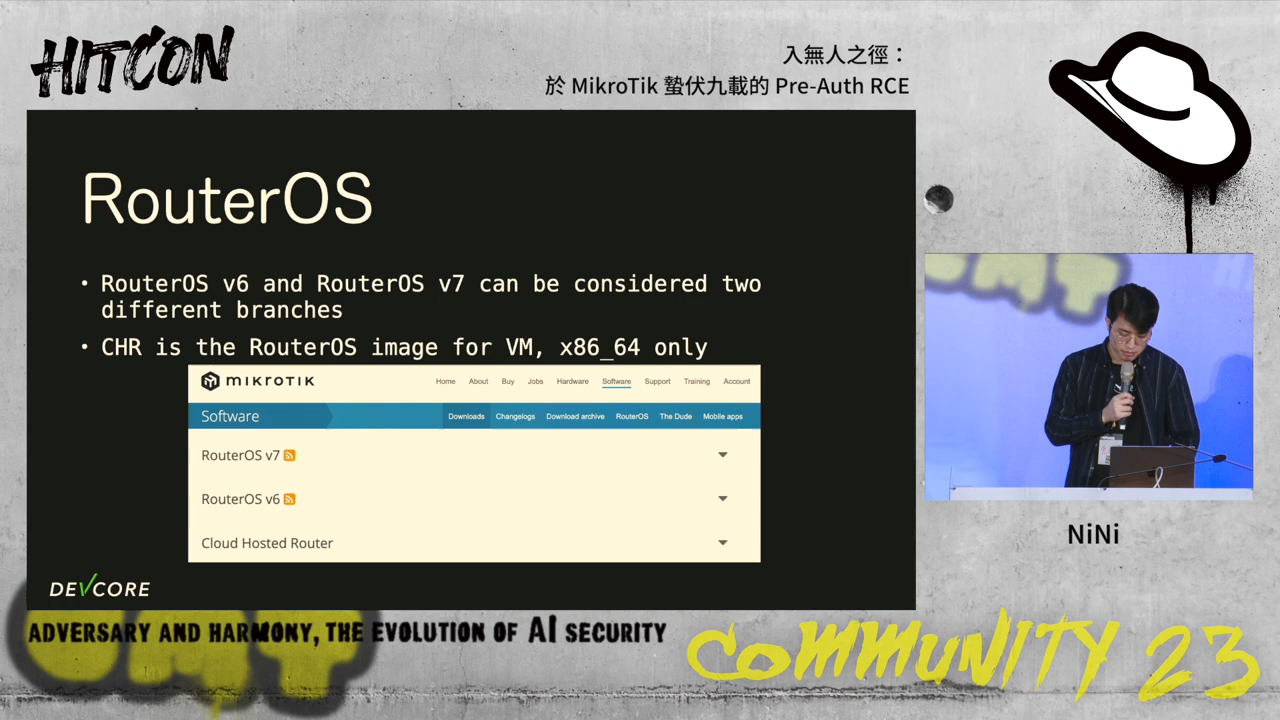 HITCON
入無人之徑：
於 MikroTik 蟄伏九載的 Pre-Auth RCE
RouterOS
• RouterOS v6 and RouterOS v7 can be considered two
different branches
• CHR is the RouterOS image for VM, x86_64 only
MIKROTIK
Home About Buy Jobs Hardware Software Support Training Account
Software
Downloads Changelogs Download archive RouterOS The Dude Mobile apps
RouterOS v7
RouterOS v6
Cloud Hosted Router
DEVCORE
NiNi
ADVERSARY AND HARMONY, THE EVOLUTION OF AI SECURITY
COMMUNITY 23